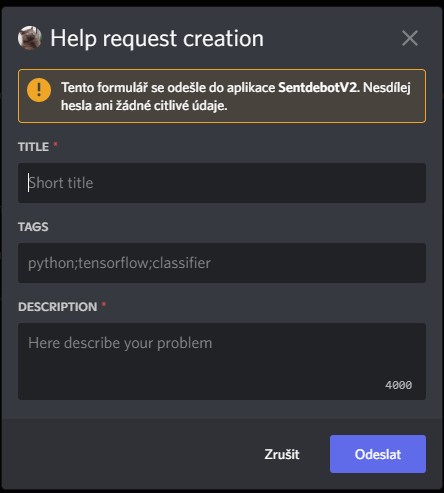 Help request creation
Tento formulář se odešle do aplikace SentdebotV2. Nesdílej
hesla ani žádné citlivé údaje.
TITLE *
Short title
TAGS
python;tensorflow;classifier
DESCRIPTION *
Here describe your problem
4000
Zrušit
Odeslat